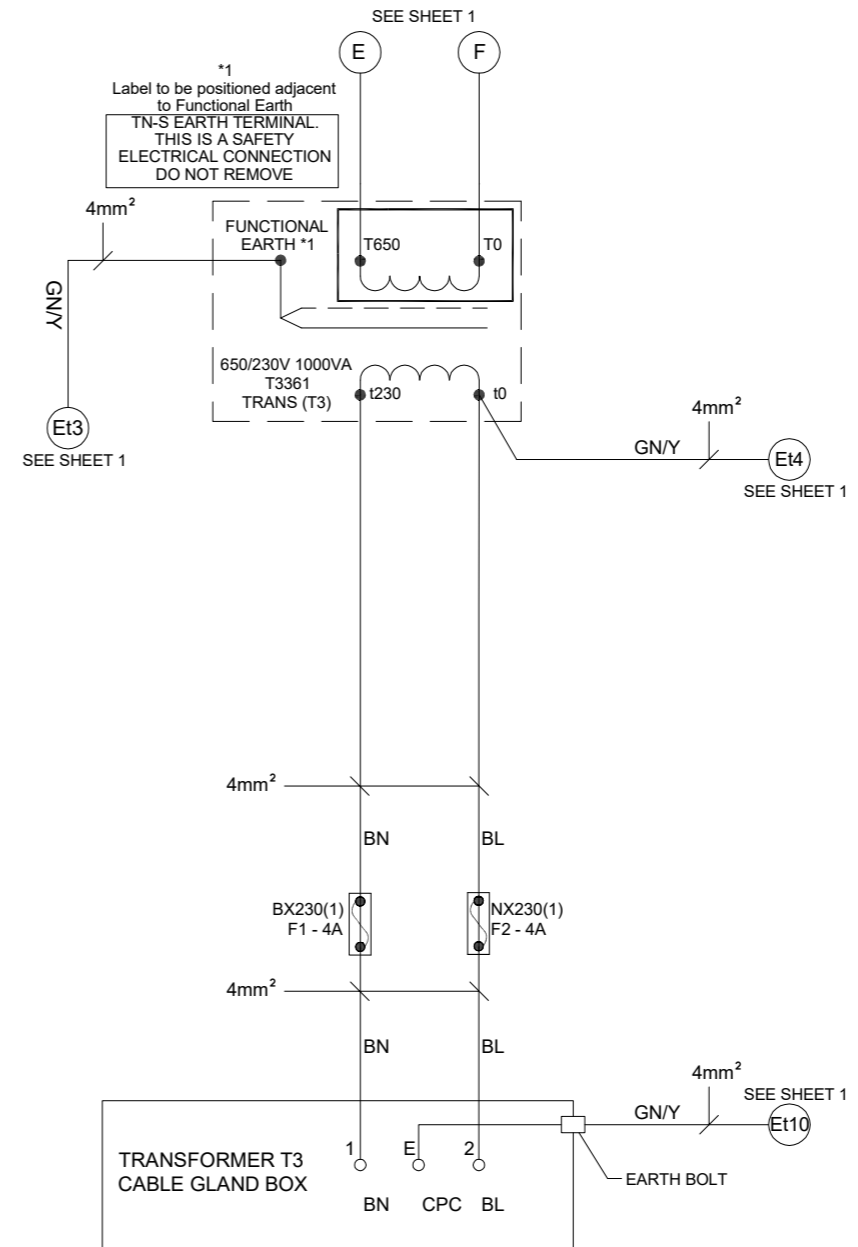 SEE SHEET 1
E
F
*1
Label to be positioned adjacent
to Functional Earth
TN-S EARTH TERMINAL.
THIS IS A SAFETY
ELECTRICAL CONNECTION
DO NOT REMOVE
4mm²
FUNCTIONAL
EARTH *1
T650
T0
GN/Y
650/230V 1000VA
T3361
TRANS (T3)
t230
t0
Et3
SEE SHEET 1
4mm²
GN/Y
Et4
SEE SHEET 1
4mm²
BN
BL
BX230(1)
F1 - 4A
NX230(1)
F2 - 4A
4mm²
BN
BL
4mm²
SEE SHEET 1
GN/Y
Et10
1
E
2
TRANSFORMER T3
CABLE GLAND BOX
EARTH BOLT
BN
CPC
BL